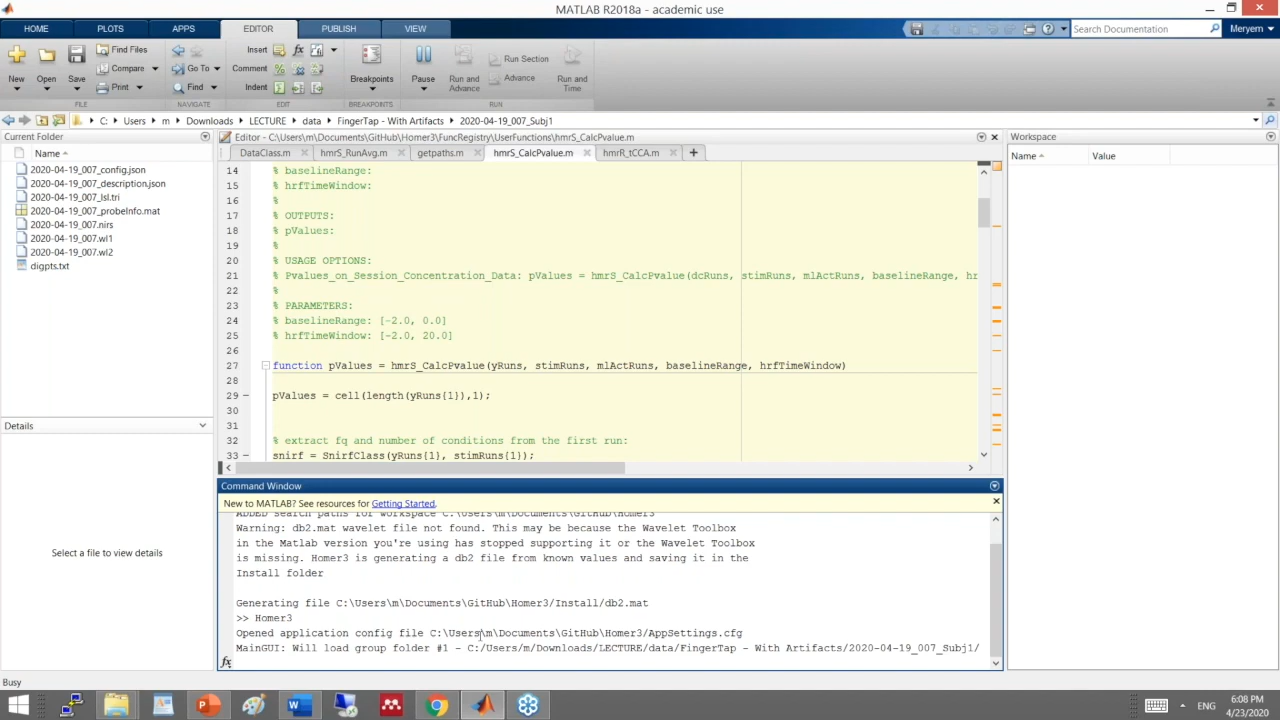 MATLAB R2018a - academic use
HOME PLOTS APPS EDITOR PUBLISH VIEW
Search Documentation Meryem
New Open Save Find Files Compare Print
Go To Find
Insert fx
Comment
Indent
Breakpoints
Pause Run and Advance Run Section Advance Run and Time
FILE NAVIGATE EDIT BREAKPOINTS RUN
C: Users m Downloads LECTURE data FingerTap - With Artifacts 2020-04-19_007_Subj1
Current Folder
Name
2020-04-19_007_config.json
2020-04-19_007_description.json
2020-04-19_007_lsl.tri
2020-04-19_007_probeInfo.mat
2020-04-19_007.nirs
2020-04-19_007.wl1
2020-04-19_007.wl2
digpts.txt
Details
Select a file to view details
Editor - C:\Users\m\Documents\GitHub\Homer3\FuncRegistry\UserFunctions\hmrS_CalcPvalue.m
DataClass.m hmrS_RunAvg.m getpaths.m hmrS_CalcPvalue.m hmrR_tCCA.m
14 % baselineRange:
15 % hrfTimeWindow:
16 %
17 % OUTPUTS:
18 % pValues:
19 %
20 % USAGE OPTIONS:
21 % Pvalues_on_Session_Concentration_Data: pValues = hmrS_CalcPvalue(dcRuns, stimRuns, mlActRuns, baselineRange, hr
22 %
23 % PARAMETERS:
24 % baselineRange: [-2.0, 0.0]
25 % hrfTimeWindow: [-2.0, 20.0]
26
27 function pValues = hmrS_CalcPvalue(yRuns, stimRuns, mlActRuns, baselineRange, hrfTimeWindow)
28
29 - pValues = cell(length(yRuns{1}),1);
30
31
32 % extract fq and number of conditions from the first run:
33 - snirf = SnirfClass(yRuns{1}, stimRuns{1});
Command Window
New to MATLAB? See resources for Getting Started.
ADDED search paths for workspace C:\Users\m\Documents\GitHub\Homer3
Warning: db2.mat wavelet file not found. This may be because the Wavelet Toolbox
in the Matlab version you're using has stopped supporting it or the Wavelet Toolbox
is missing. Homer3 is generating a db2 file from known values and saving it in the
Install folder
Generating file C:\Users\m\Documents\GitHub\Homer3/Install/db2.mat
>> Homer3
Opened application config file C:\Users\m\Documents\GitHub\Homer3/AppSettings.cfg
MainGUI: Will load group folder #1 - C:/Users/m/Downloads/LECTURE/data/FingerTap - With Artifacts/2020-04-19_007_Subj1/
fx
Workspace
Name Value
Busy
ENG
6:08 PM
4/23/2020